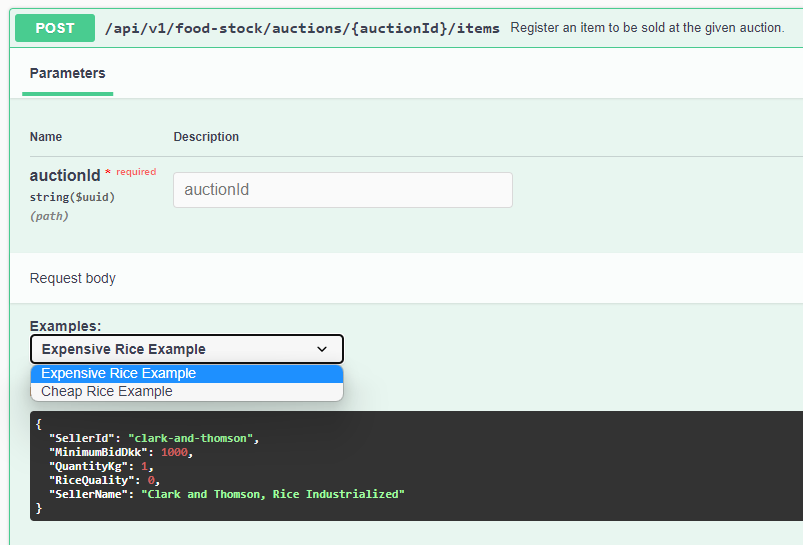 POST /api/v1/food-stock/auctions/{auctionId}/items Register an item to be sold at the given auction.
Parameters
Name Description
auctionId * required
auctionId
string($uuid)
(path)
Request body
Examples:
Expensive Rice Example
Expensive Rice Example
Cheap Rice Example
{
"SellerId": "clark-and-thomson",
"MinimumBidDkk": 1000,
"QuantityKg": 1,
"RiceQuality": 0,
"SellerName": "Clark and Thomson, Rice Industrialized"
}